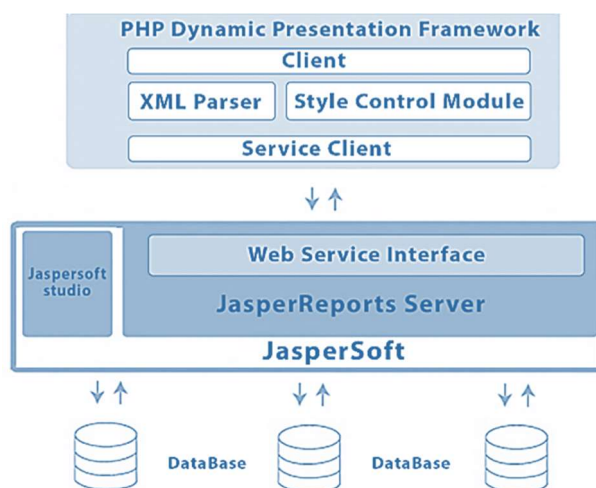 PHP Dynamic Presentation Framework
Client
XML Parser
Style Control Module
Service Client
Web Service Interface
Jaspersoft
studio
JasperReports Server
JasperSoft
DataBase
DataBase